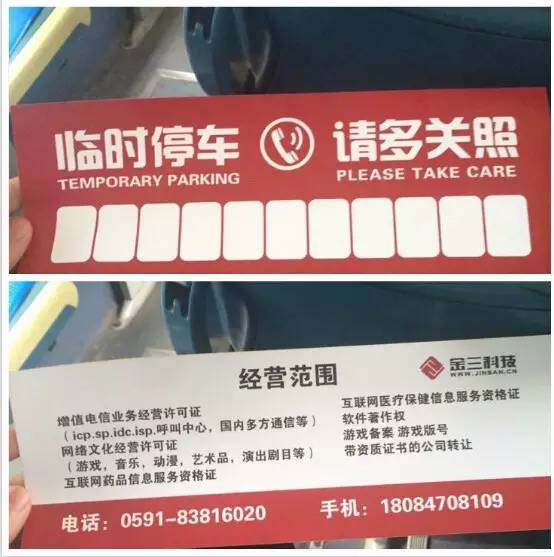 临时停车 请多关照
TEMPORARY PARKING PLEASE TAKE CARE
金三科技
WWW.JINSAN.CN
经营范围
增值电信业务经营许可证
（icp.sp.idc.isp.呼叫中心，国内多方通信等）
网络文化经营许可证
（游戏，音乐，动漫，艺术品，演出剧目等）
互联网药品信息服务资格证
互联网医疗保健信息服务资格证
软件著作权
游戏备案 游戏版号
带资质证书的公司转让
电话：0591-83816020 手机：18084708109